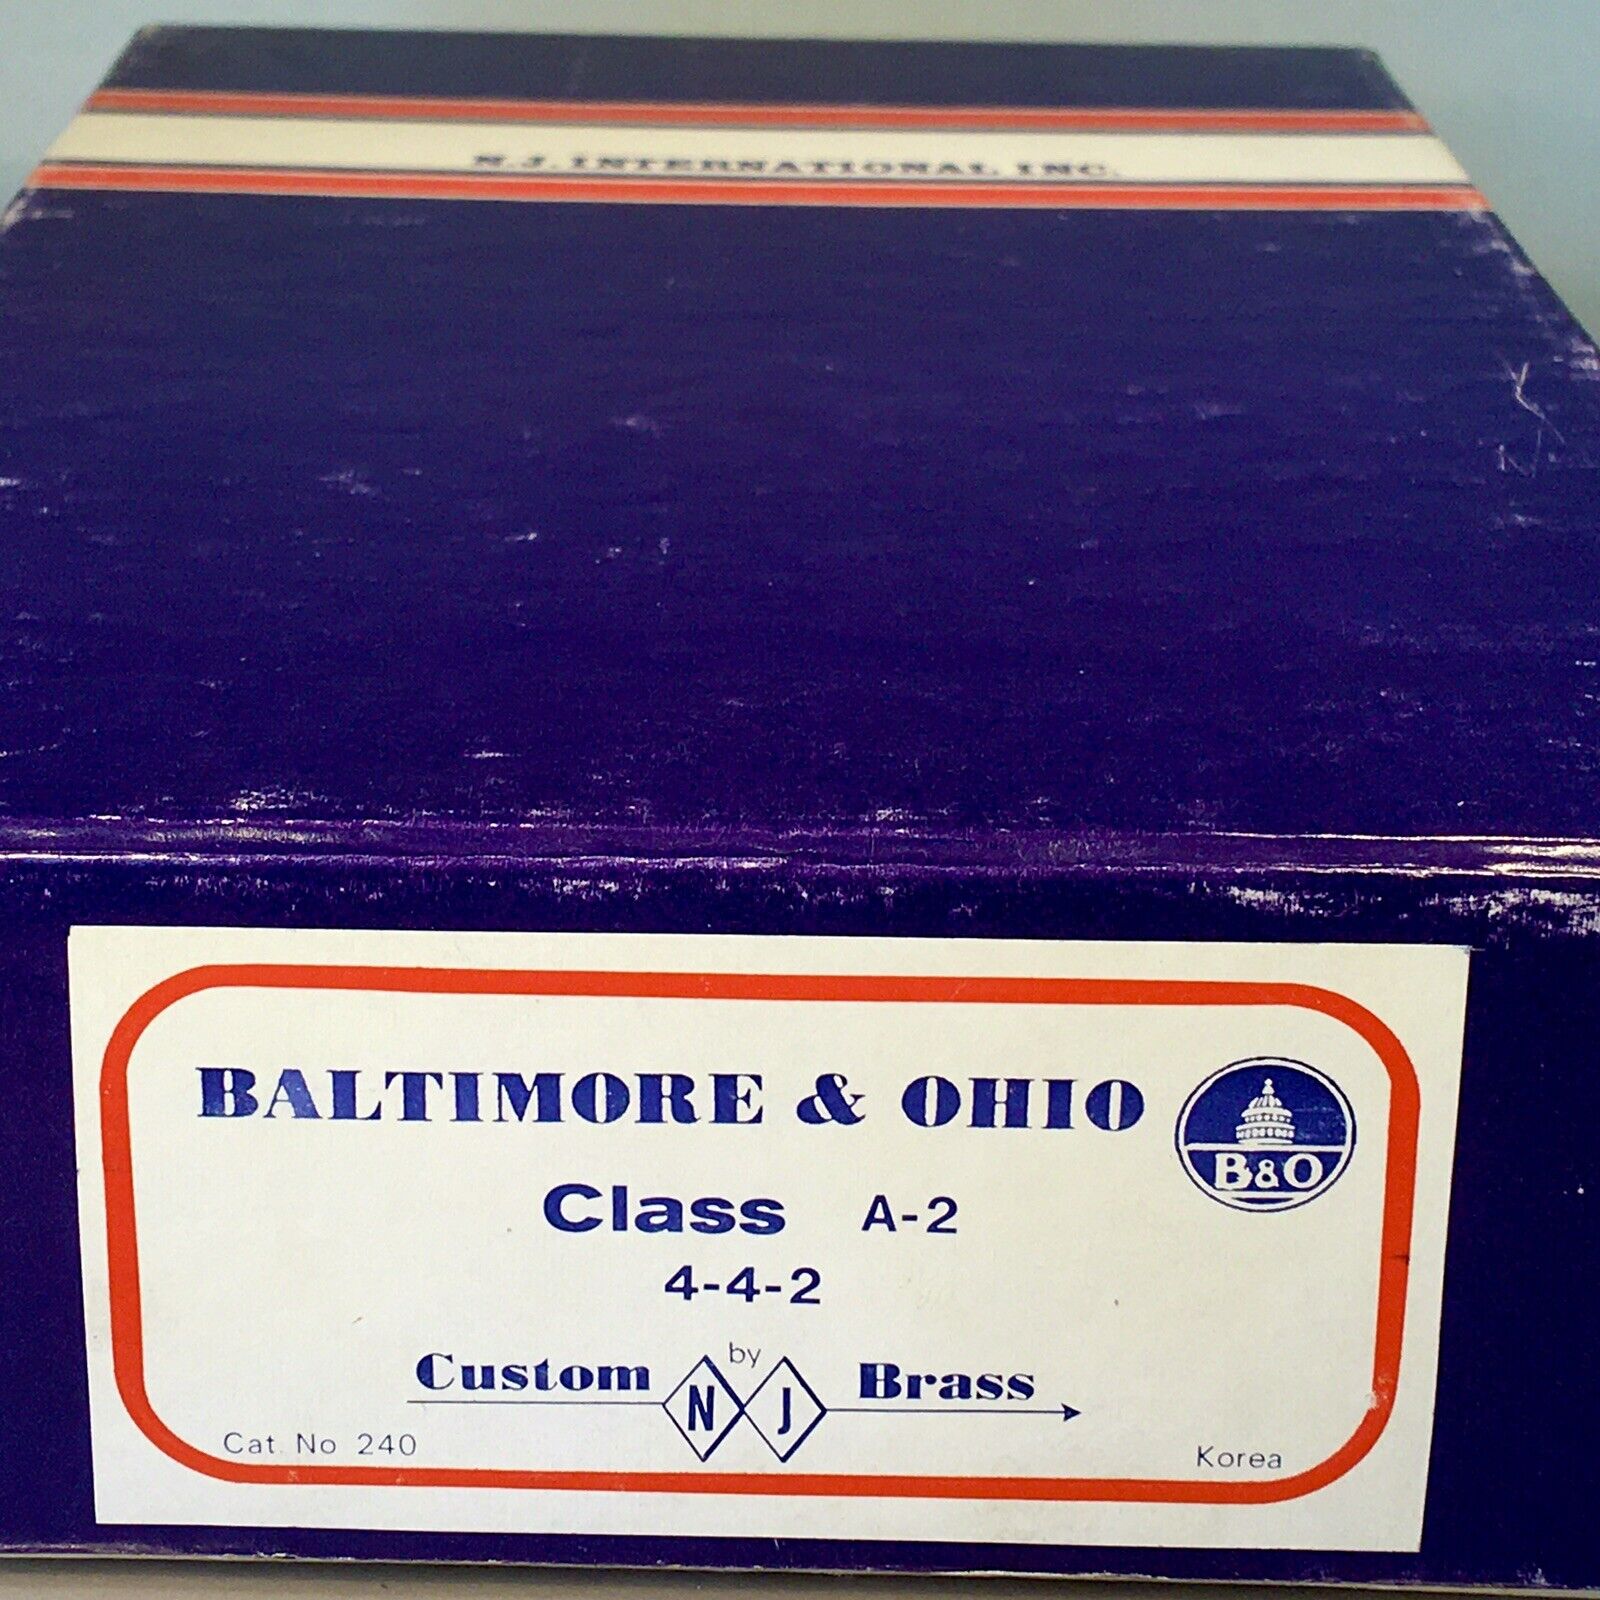 N.J. INTERNATIONAL INC.
BALTIMORE & OHIO
B&O
Class A-2
4-4-2
Custom by Brass
N J
Cat. No 240
Korea